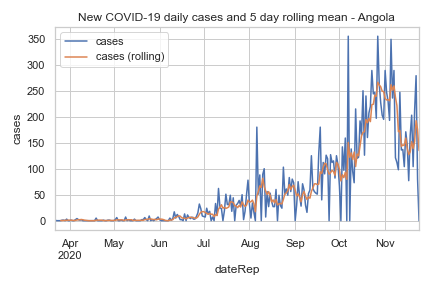 New COVID-19 daily cases and 5 day rolling mean - Angola
cases
cases (rolling)
350
300
250
200
150
100
50
0
cases
Apr May Jun Jul Aug Sep Oct Nov
2020
dateRep